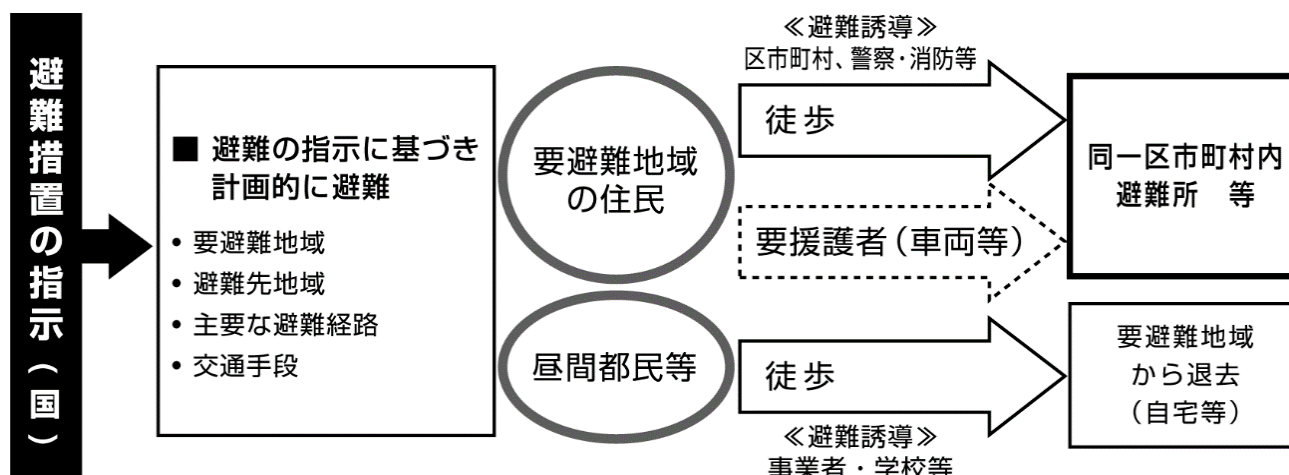 避難措置の指示（国）
■ 避難の指示に基づき
計画的に避難
• 要避難地域
• 避難先地域
• 主要な避難経路
• 交通手段
要避難地域
の住民
昼間都民等
≪避難誘導≫
区市町村、警察・消防等
徒歩
要援護者（車両等）
徒歩
≪避難誘導≫
事業者・学校等
同一区市町村内
避難所　等
要避難地域
から退去
（自宅等）